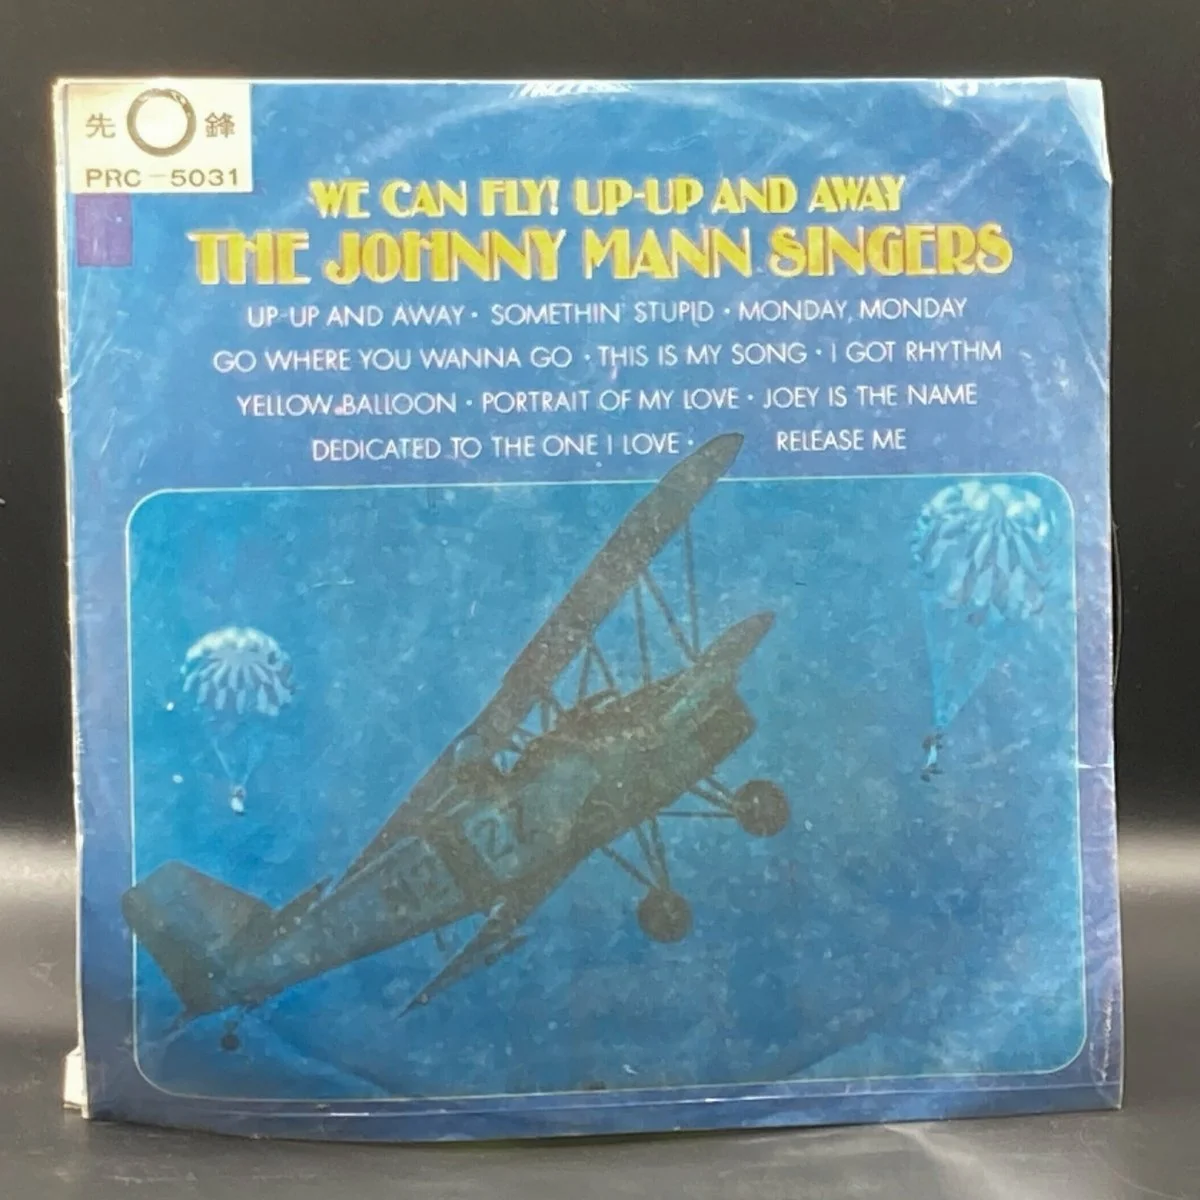 先 鋒
PRC-5031
WE CAN FLY! UP-UP AND AWAY
THE JOHNNY MANN SINGERS
UP-UP AND AWAY • SOMETHIN' STUPID • MONDAY, MONDAY
GO WHERE YOU WANNA GO • THIS IS MY SONG • I GOT RHYTHM
YELLOW BALLOON • PORTRAIT OF MY LOVE • JOEY IS THE NAME
DEDICATED TO THE ONE I LOVE • RELEASE ME
27